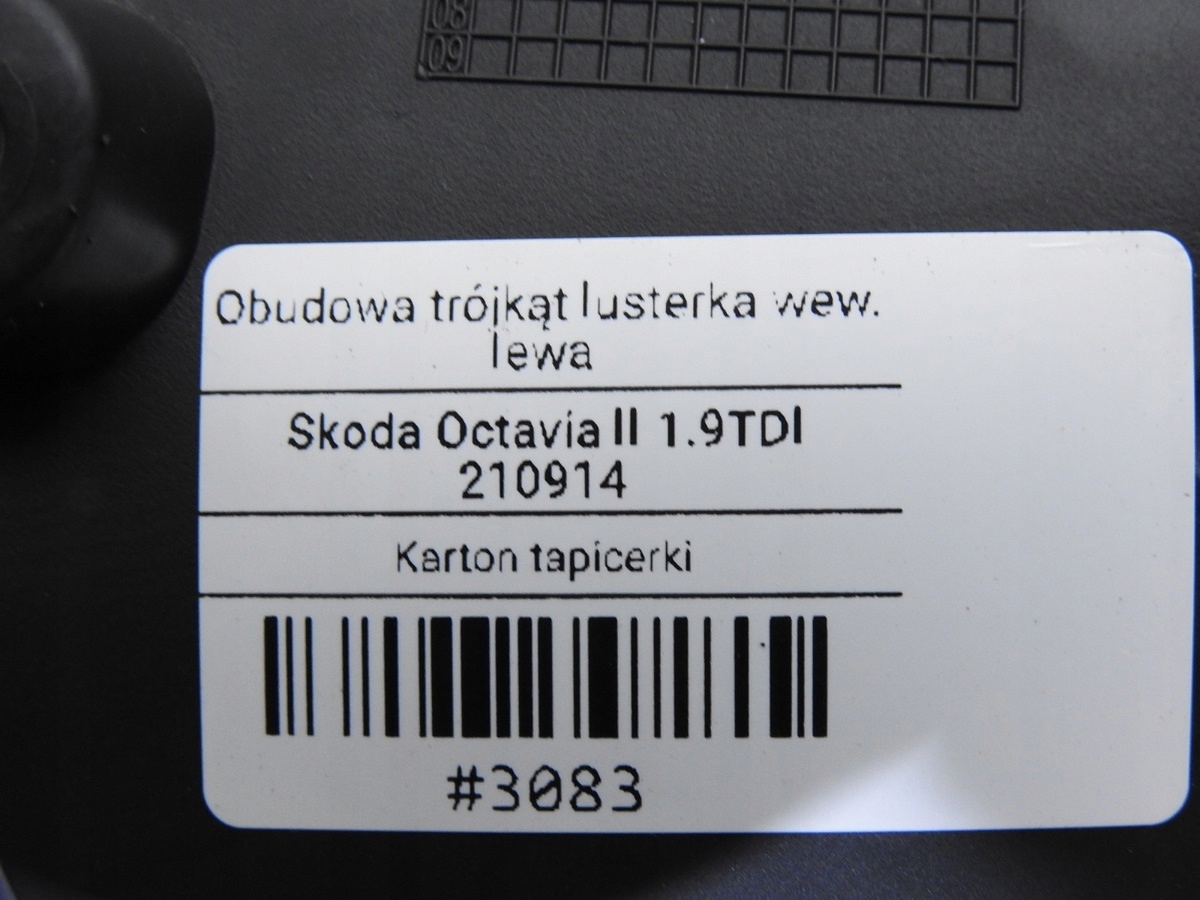 08
09
Obudowa trójkąt lusterka wew.
lewa
Skoda Octavia II 1.9TDI
210914
Karton tapicerki
#3083